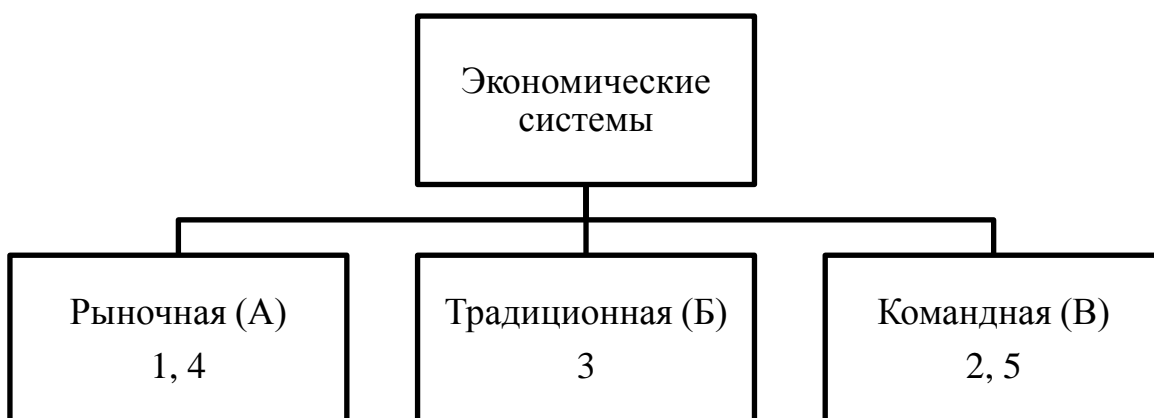 Экономические
системы
Рыночная (А)
1, 4
Традиционная (Б)
3
Командная (В)
2, 5